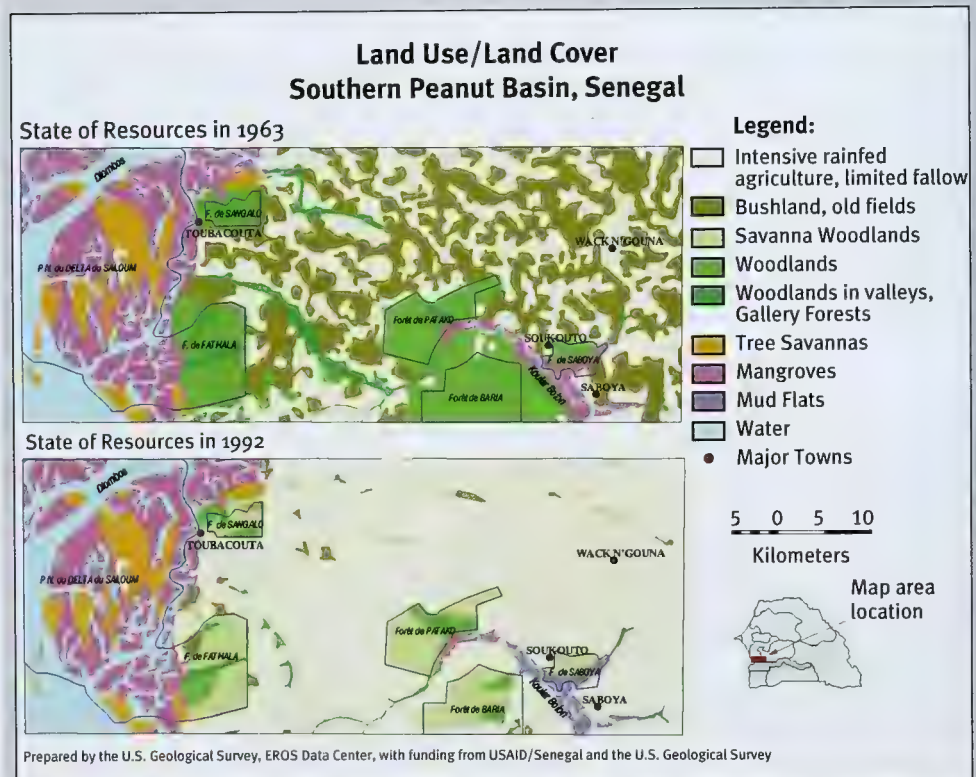 Land Use/Land Cover
Southern Peanut Basin, Senegal
State of Resources in 1963
Diombos
F. de SANGALO
TOUBACOUTA
WACK N'GOUNA
P.N. du DELTA du SALOUM
Forêt de PATAKO
F. de FATHALA
SOUKOUTO
F. de SABOYA
Koular Bolon
SABOYA
Forêt de BARIA
State of Resources in 1992
Diombos
F. de SANGALO
TOUBACOUTA
WACK N'GOUNA
P.N. du DELTA du SALOUM
Forêt de PATAKO
F. de FATHALA
SOUKOUTO
F. de SABOYA
Koular Bolon
SABOYA
Forêt de BARIA
Legend:
Intensive rainfed
agriculture, limited fallow
Bushland, old fields
Savanna Woodlands
Woodlands
Woodlands in valleys,
Gallery Forests
Tree Savannas
Mangroves
Mud Flats
Water
Major Towns
5 0 5 10
Kilometers
Map area
location
Prepared by the U.S. Geological Survey, EROS Data Center, with funding from USAID/Senegal and the U.S. Geological Survey